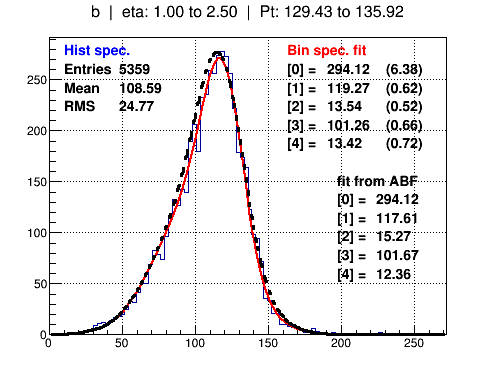 b | eta: 1.00 to 2.50 | Pt: 129.43 to 135.92
Hist spec.
Entries 5359
Mean 108.59
RMS 24.77
Bin spec. fit
[0] = 294.12 (6.38)
[1] = 119.27 (0.62)
[2] = 13.54 (0.52)
[3] = 101.26 (0.66)
[4] = 13.42 (0.72)
fit from ABF
[0] = 294.12
[1] = 117.61
[2] = 15.27
[3] = 101.67
[4] = 12.36
250
200
150
100
50
0
0 50 100 150 200 250